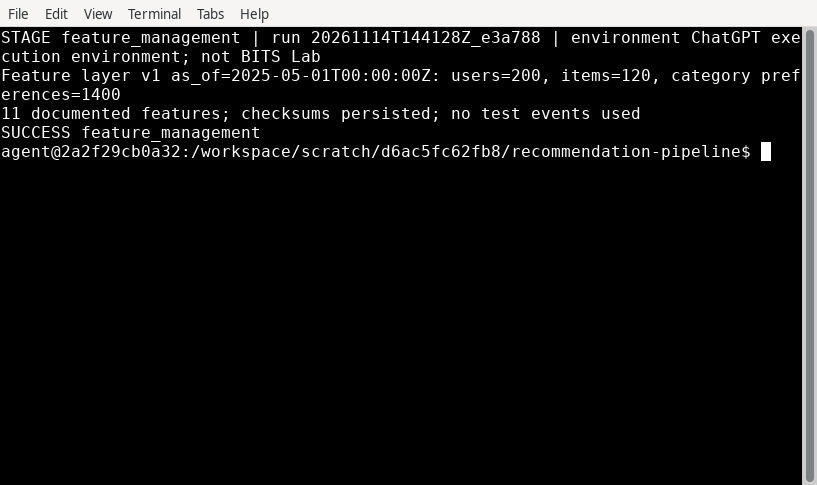 File Edit View Terminal Tabs Help
STAGE feature_management | run 20261114T144128Z_e3a788 | environment ChatGPT exe
cution environment; not BITS Lab
Feature layer v1 as_of=2025-05-01T00:00:00Z: users=200, items=120, category pref
erences=1400
11 documented features; checksums persisted; no test events used
SUCCESS feature_management
agent@2a2f29cb0a32:/workspace/scratch/d6ac5fc62fb8/recommendation-pipeline$